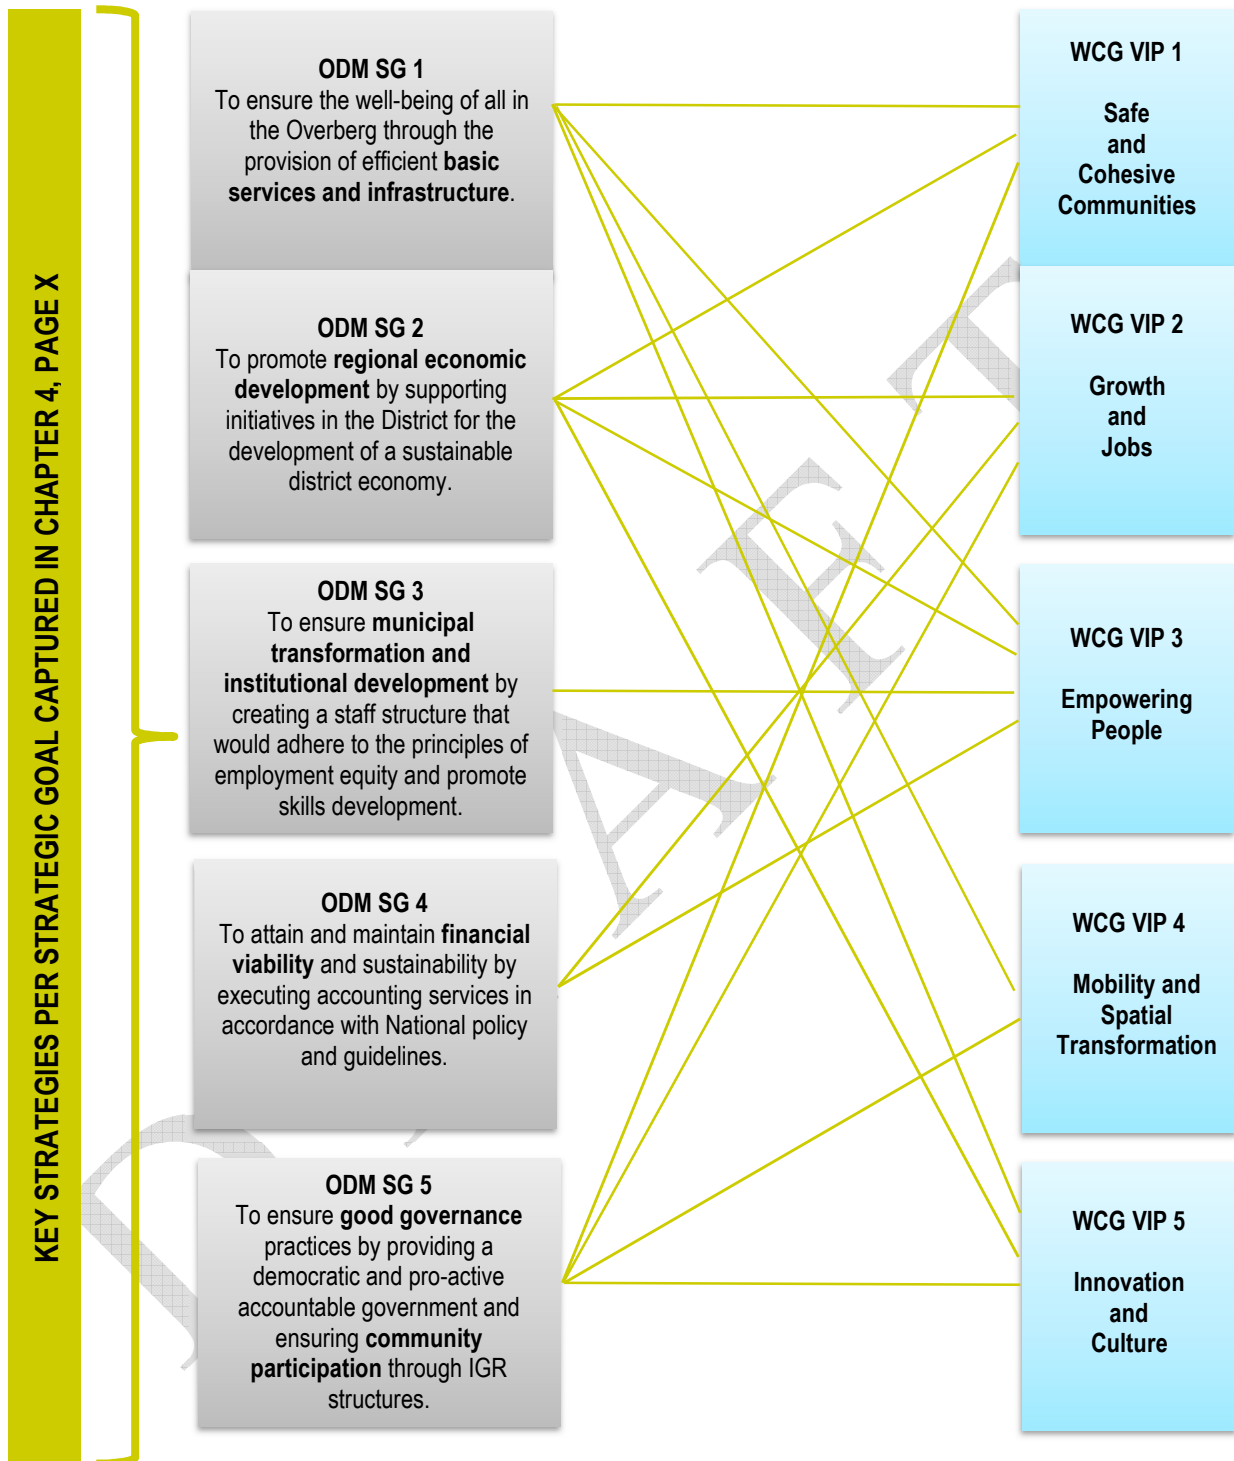 KEY STRATEGIES PER STRATEGIC GOAL CAPTURED IN CHAPTER 4, PAGE X
ODM SG 1
To ensure the well-being of all in
the Overberg through the
provision of efficient basic
services and infrastructure.
ODM SG 2
To promote regional economic
development by supporting
initiatives in the District for the
development of a sustainable
district economy.
ODM SG 3
To ensure municipal
transformation and
institutional development by
creating a staff structure that
would adhere to the principles of
employment equity and promote
skills development.
ODM SG 4
To attain and maintain financial
viability and sustainability by
executing accounting services in
accordance with National policy
and guidelines.
ODM SG 5
To ensure good governance
practices by providing a
democratic and pro-active
accountable government and
ensuring community
participation through IGR
structures.
WCG VIP 1
Safe
and
Cohesive
Communities
WCG VIP 2
Growth
and
Jobs
WCG VIP 3
Empowering
People
WCG VIP 4
Mobility and
Spatial
Transformation
WCG VIP 5
Innovation
and
Culture
DRAFT